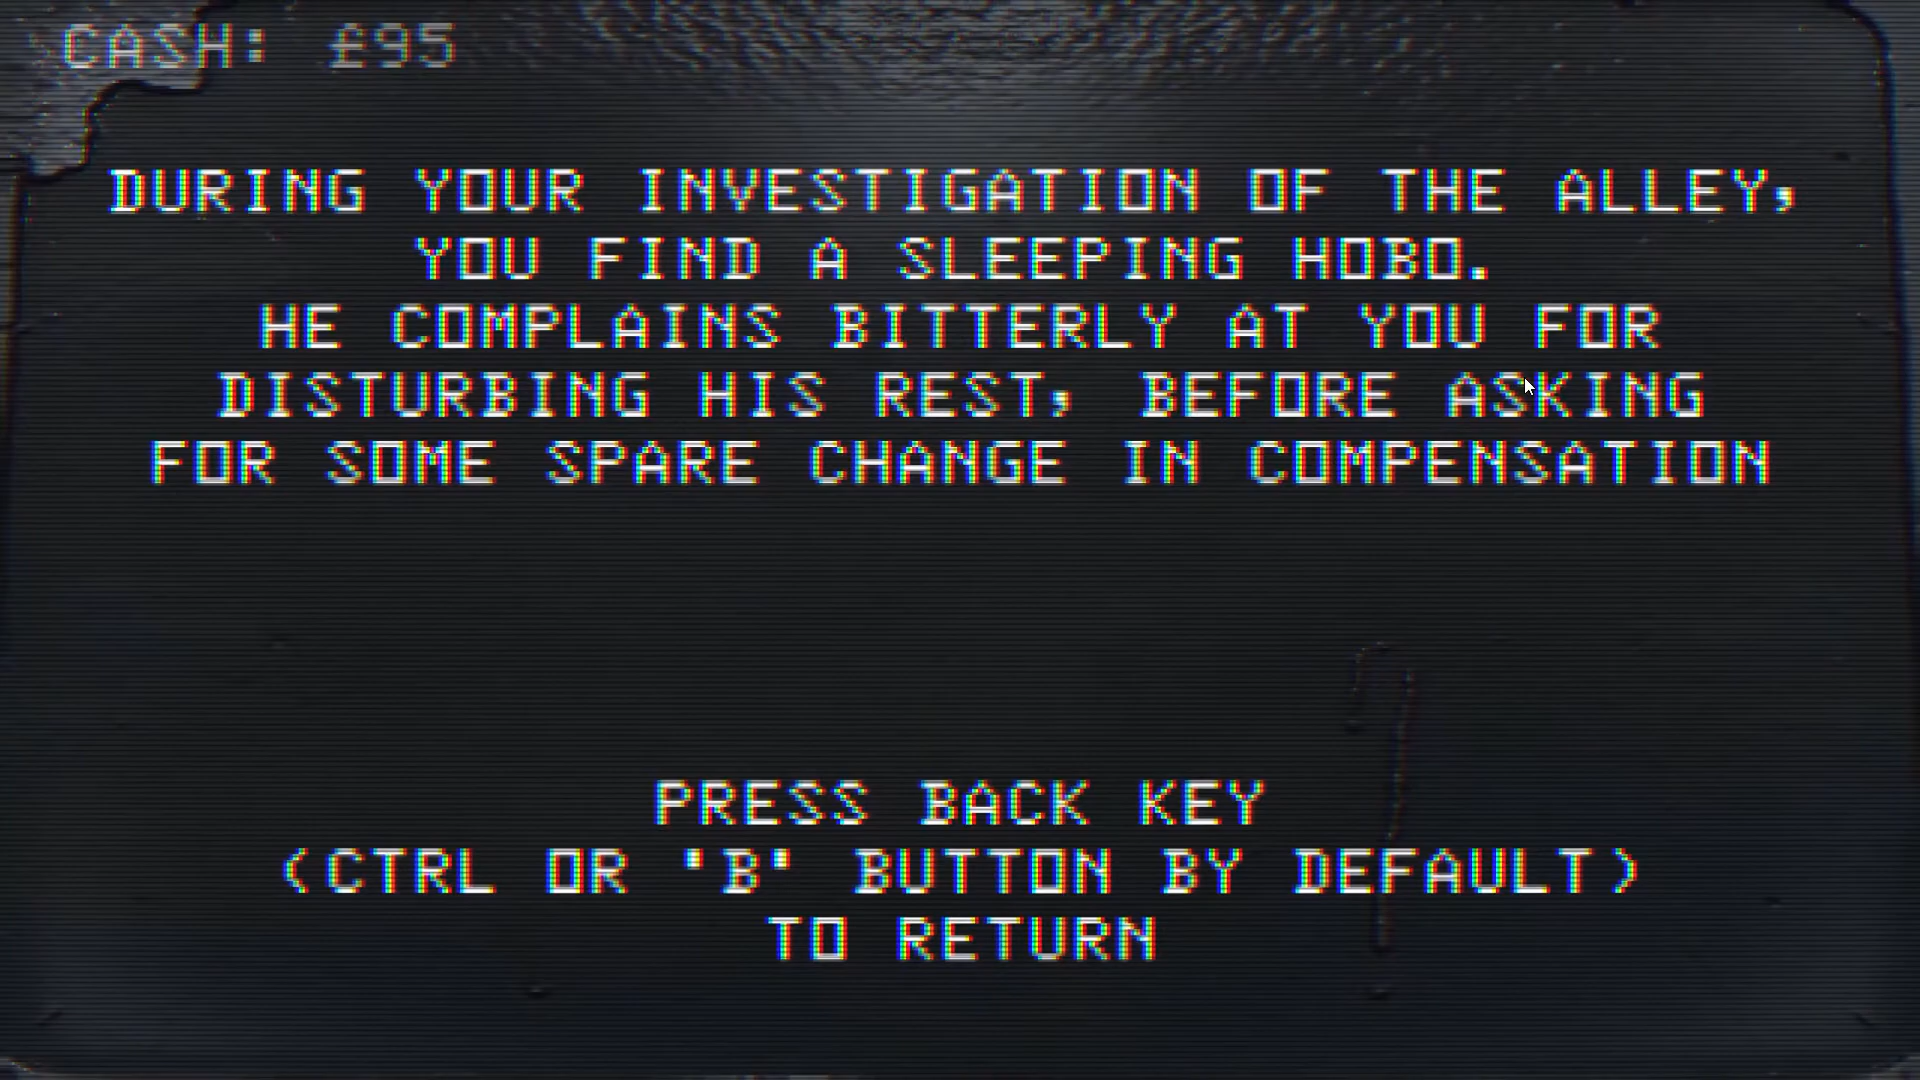 CASH: £95
DURING YOUR INVESTIGATION OF THE ALLEY,
YOU FIND A SLEEPING HOBO.
HE COMPLAINS BITTERLY AT YOU FOR
DISTURBING HIS REST, BEFORE ASKING
FOR SOME SPARE CHANGE IN COMPENSATION
PRESS BACK KEY
(CTRL OR 'B' BUTTON BY DEFAULT)
TO RETURN